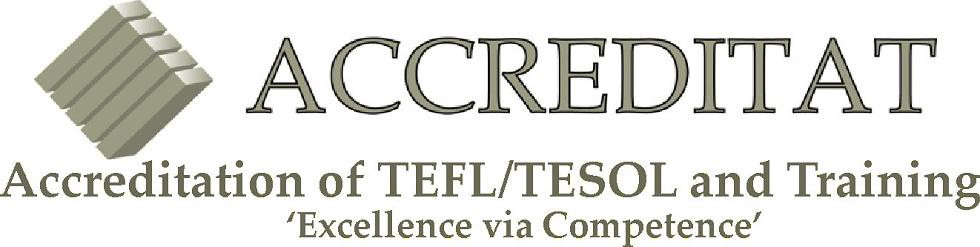 ACCREDITAT
Accreditation of TEFL/TESOL and Training
‘Excellence via Competence’